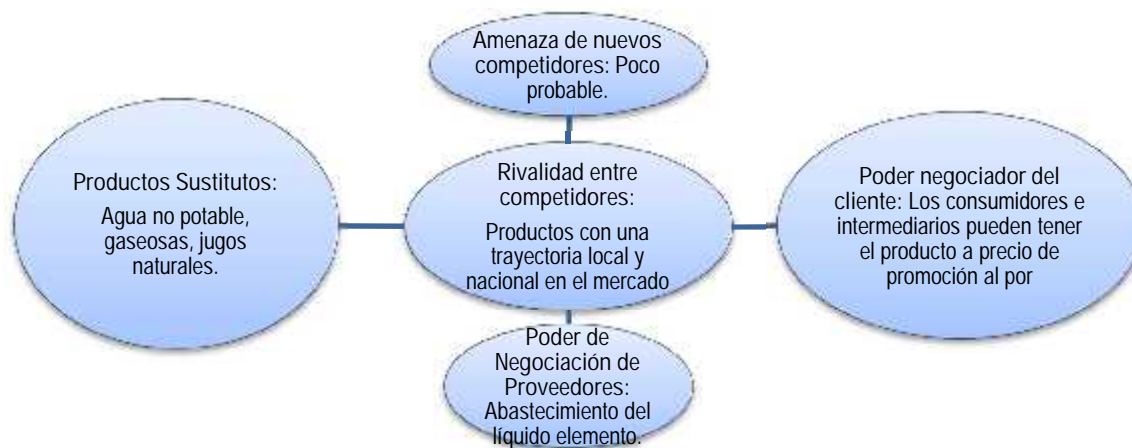 Amenaza de nuevos
competidores: Poco
probable.
Productos Sustitutos:
Agua no potable,
gaseosas, jugos
naturales.
Rivalidad entre
competidores:
Productos con una
trayectoria local y
nacional en el mercado
Poder negociador del
cliente: Los consumidores e
intermediarios pueden tener
el producto a precio de
promoción al por
Poder de
Negociación de
Proveedores:
Abastecimiento del
líquido elemento.